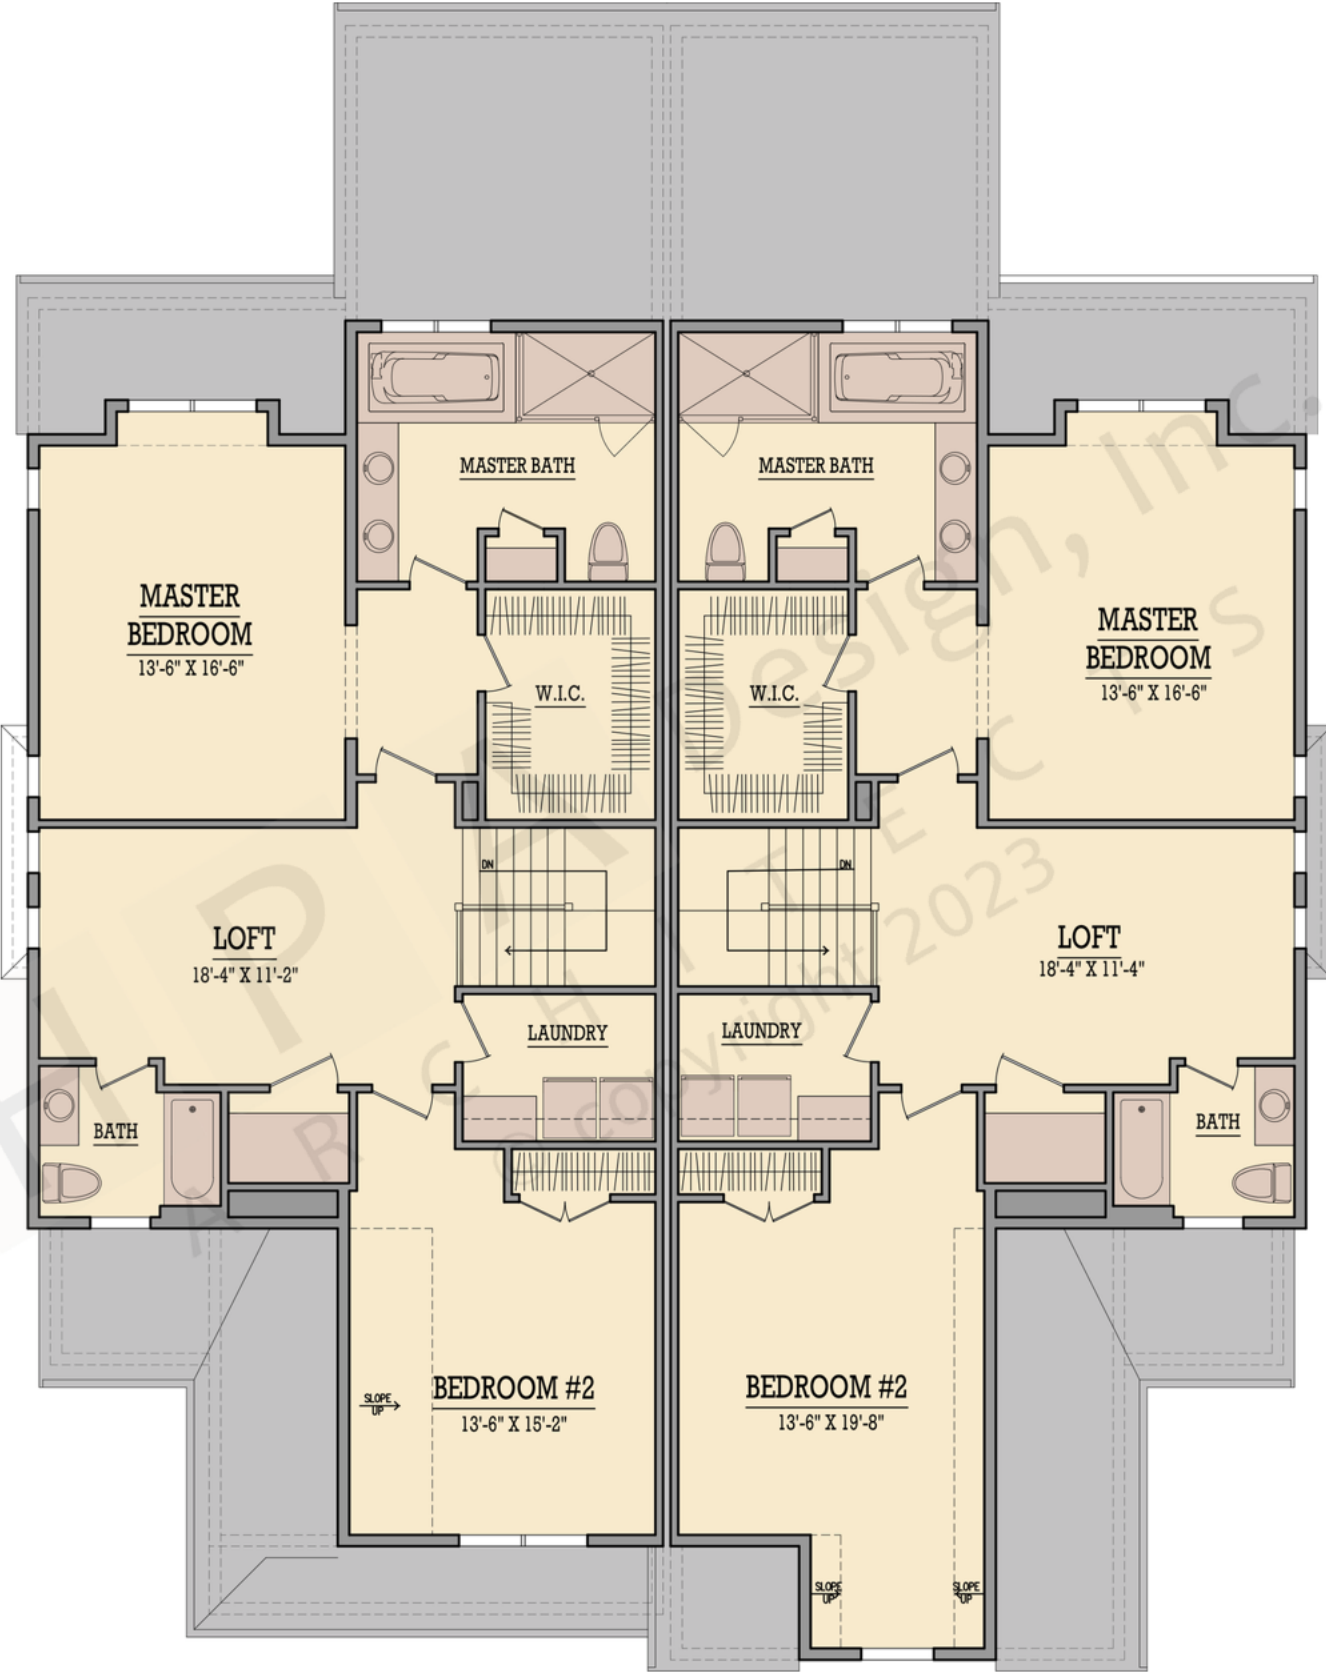 MASTER BATH
MASTER BATH
MASTER
BEDROOM
13'-6" X 16'-6"
MASTER
BEDROOM
13'-6" X 16'-6"
W.I.C.
W.I.C.
DN
DN
LOFT
18'-4" X 11'-2"
LOFT
18'-4" X 11'-4"
LAUNDRY
LAUNDRY
BATH
BATH
BEDROOM #2
13'-6" X 15'-2"
BEDROOM #2
13'-6" X 19'-8"
SLOPE
UP
SLOPE
UP
SLOPE
UP
TPA Design, Inc.
ARCHITECTS
© copyright 2023